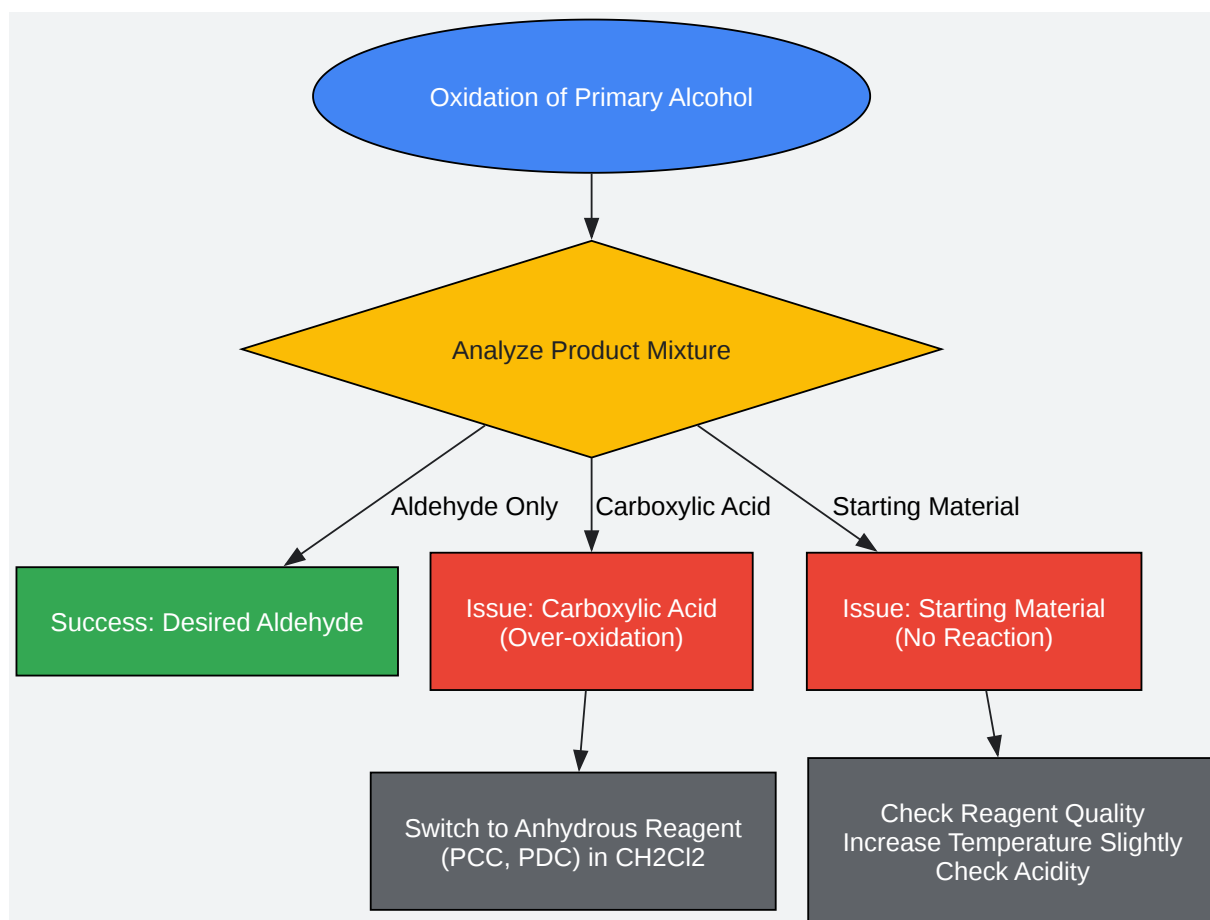 Oxidation of Primary Alcohol
Analyze Product Mixture
Aldehyde Only
Carboxylic Acid
Starting Material
Success: Desired Aldehyde
Issue: Carboxylic Acid
(Over-oxidation)
Issue: Starting Material
(No Reaction)
Switch to Anhydrous Reagent
(PCC, PDC) in CH2Cl2
Check Reagent Quality
Increase Temperature Slightly
Check Acidity